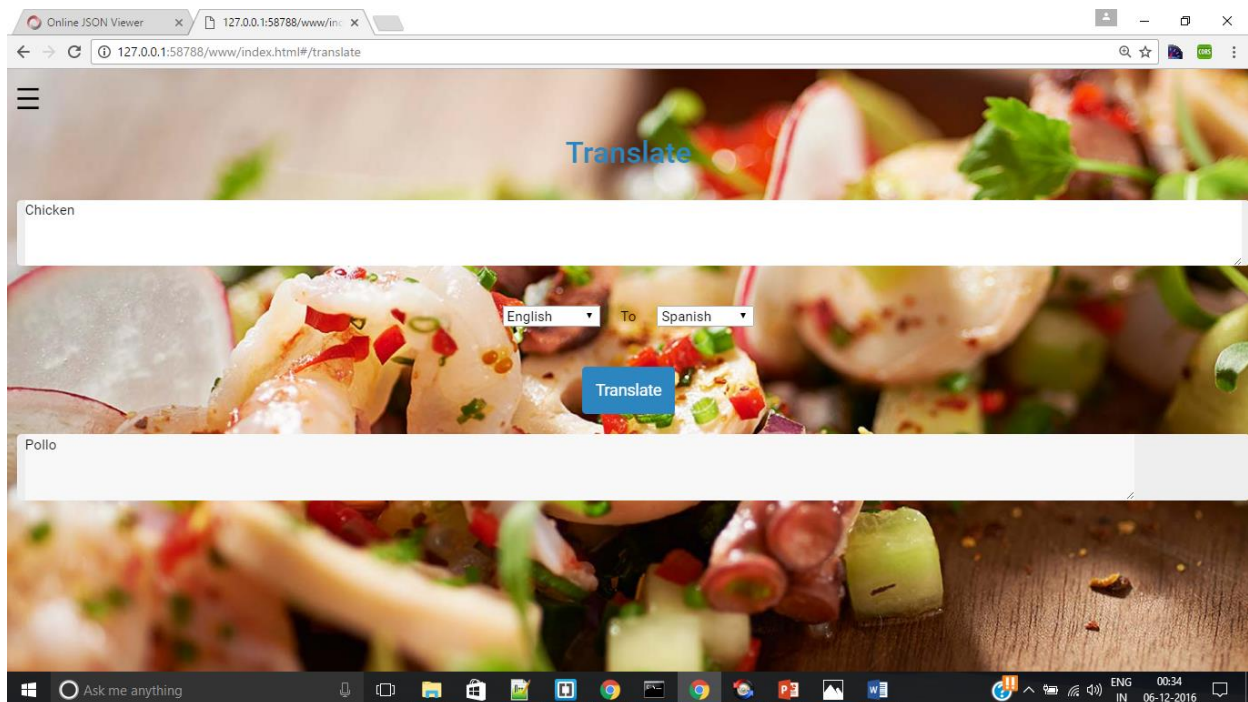 Online JSON Viewer
127.0.0.1:58788/www/inc
127.0.0.1:58788/www/index.html#/translate
CORS
Translate
Chicken
English To Spanish
Translate
Pollo
Ask me anything
ENG 00:34
IN 06-12-2016